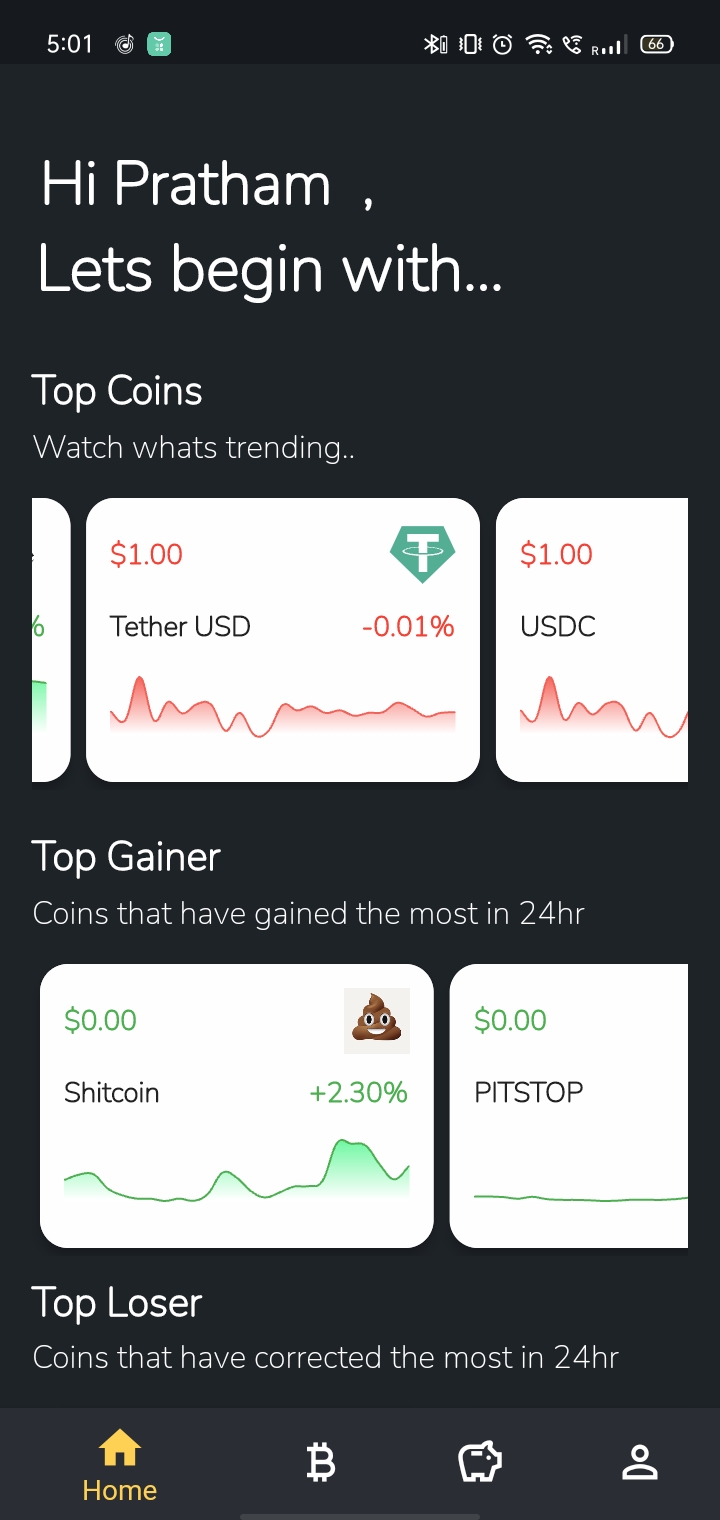 5:01
R
66
Hi Pratham ,
Lets begin with...
Top Coins
Watch whats trending..
$1.00
$1.00
%
Tether USD
-0.01%
USDC
Top Gainer
Coins that have gained the most in 24hr
$0.00
$0.00
Shitcoin
+2.30%
PITSTOP
Top Loser
Coins that have corrected the most in 24hr
Home